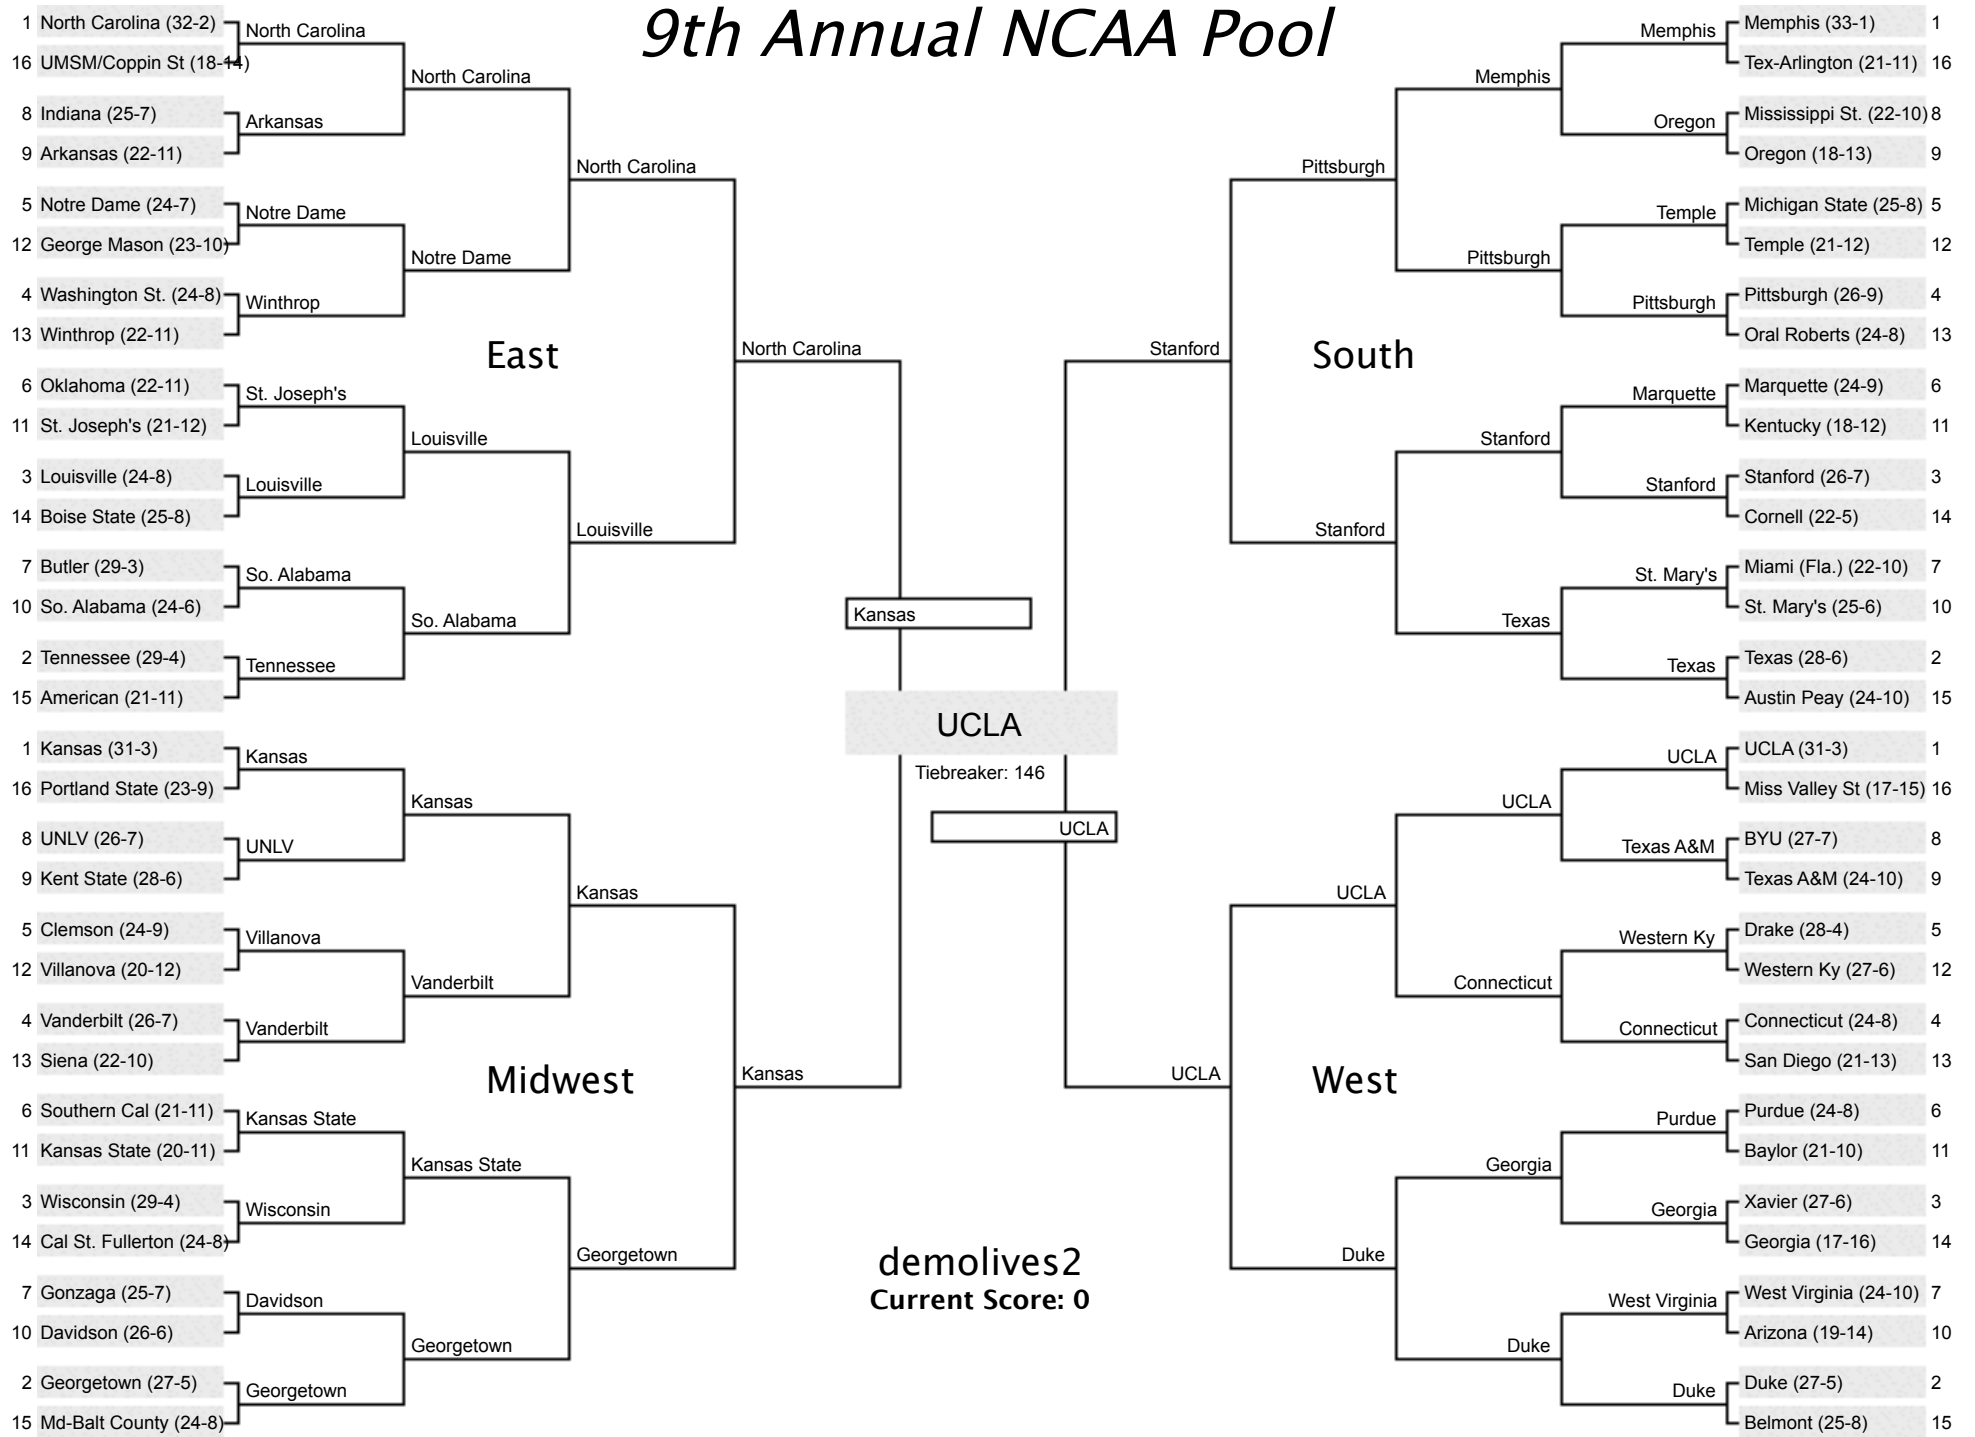 9th Annual NCAA Pool
1 North Carolina (32-2)
16 UMSM/Coppin St (18-14)
8 Indiana (25-7)
9 Arkansas (22-11)
5 Notre Dame (24-7)
12 George Mason (23-10)
4 Washington St. (24-8)
13 Winthrop (22-11)
6 Oklahoma (22-11)
11 St. Joseph's (21-12)
3 Louisville (24-8)
14 Boise State (25-8)
7 Butler (29-3)
10 So. Alabama (24-6)
2 Tennessee (29-4)
15 American (21-11)
North Carolina
Arkansas
Notre Dame
Winthrop
St. Joseph's
Louisville
So. Alabama
Tennessee
North Carolina
Notre Dame
Louisville
So. Alabama
North Carolina
Louisville
East
North Carolina
1 Kansas (31-3)
16 Portland State (23-9)
8 UNLV (26-7)
9 Kent State (28-6)
5 Clemson (24-9)
12 Villanova (20-12)
4 Vanderbilt (26-7)
13 Siena (22-10)
6 Southern Cal (21-11)
11 Kansas State (20-11)
3 Wisconsin (29-4)
14 Cal St. Fullerton (24-8)
7 Gonzaga (25-7)
10 Davidson (26-6)
2 Georgetown (27-5)
15 Md-Balt County (24-8)
Kansas
UNLV
Villanova
Vanderbilt
Kansas State
Wisconsin
Davidson
Georgetown
Kansas
Vanderbilt
Kansas State
Georgetown
Kansas
Georgetown
Midwest
Kansas
Kansas
UCLA
Tiebreaker: 146
UCLA
demolives2
Current Score: 0
Stanford
South
Pittsburgh
Stanford
Memphis
Pittsburgh
Stanford
Texas
Memphis
Oregon
Temple
Pittsburgh
Marquette
Stanford
St. Mary's
Texas
Memphis (33-1) 1
Tex-Arlington (21-11) 16
Mississippi St. (22-10) 8
Oregon (18-13) 9
Michigan State (25-8) 5
Temple (21-12) 12
Pittsburgh (26-9) 4
Oral Roberts (24-8) 13
Marquette (24-9) 6
Kentucky (18-12) 11
Stanford (26-7) 3
Cornell (22-5) 14
Miami (Fla.) (22-10) 7
St. Mary's (25-6) 10
Texas (28-6) 2
Austin Peay (24-10) 15
UCLA
West
UCLA
Duke
UCLA
Connecticut
Georgia
Duke
UCLA
Texas A&M
Western Ky
Connecticut
Purdue
Georgia
West Virginia
Duke
UCLA (31-3) 1
Miss Valley St (17-15) 16
BYU (27-7) 8
Texas A&M (24-10) 9
Drake (28-4) 5
Western Ky (27-6) 12
Connecticut (24-8) 4
San Diego (21-13) 13
Purdue (24-8) 6
Baylor (21-10) 11
Xavier (27-6) 3
Georgia (17-16) 14
West Virginia (24-10) 7
Arizona (19-14) 10
Duke (27-5) 2
Belmont (25-8) 15